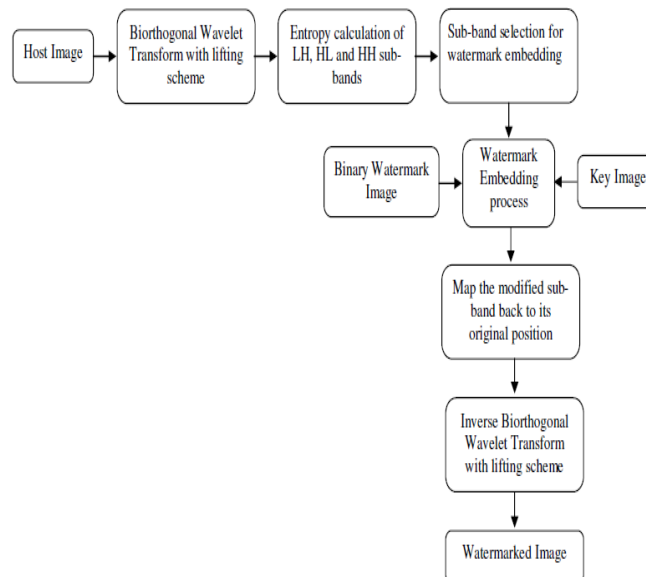 Host Image
Biorthogonal Wavelet
Transform with lifting
scheme
Entropy calculation of
LH, HL and HH sub-
bands
Sub-band selection for
watermark embedding
Binary Watermark
Image
Watermark
Embedding
process
Key Image
Map the modified sub-
band back to its
original position
Inverse Biorthogonal
Wavelet Transform
with lifting scheme
Watermarked Image